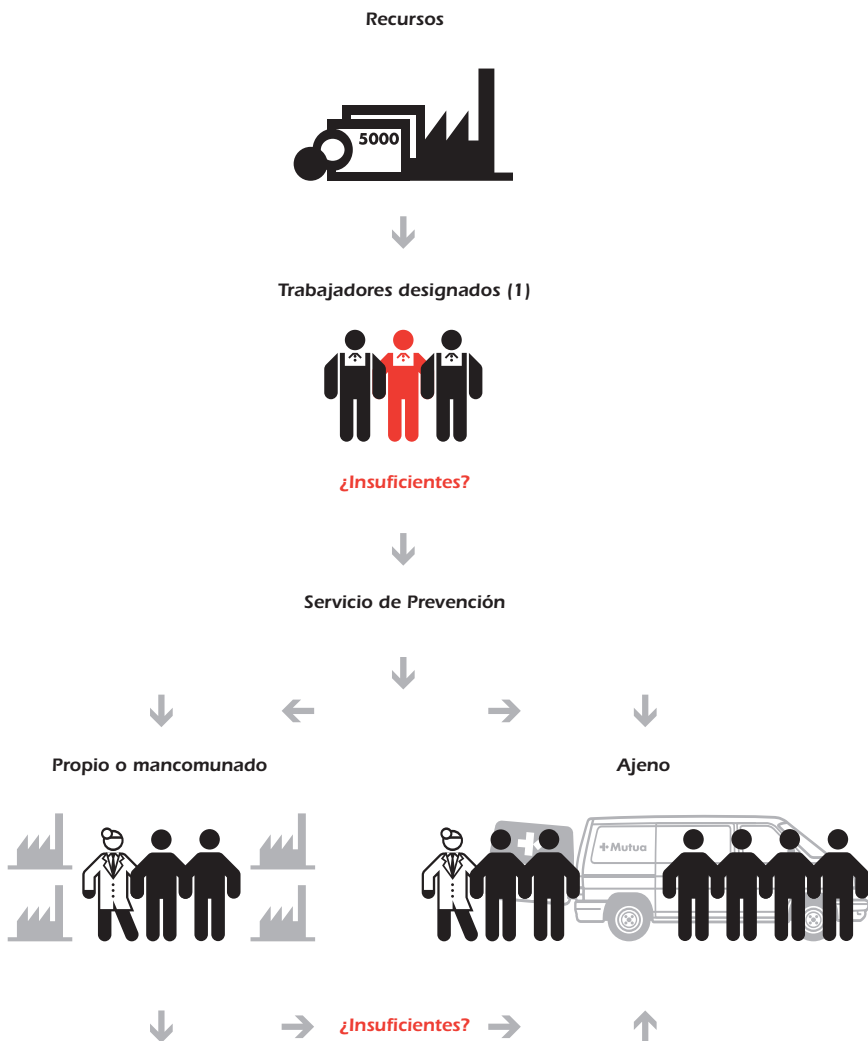 Recursos
5000
Trabajadores designados (1)
¿Insuficientes?
Servicio de Prevención
Propio o mancomunado
Ajeno
Mutua
¿Insuficientes?